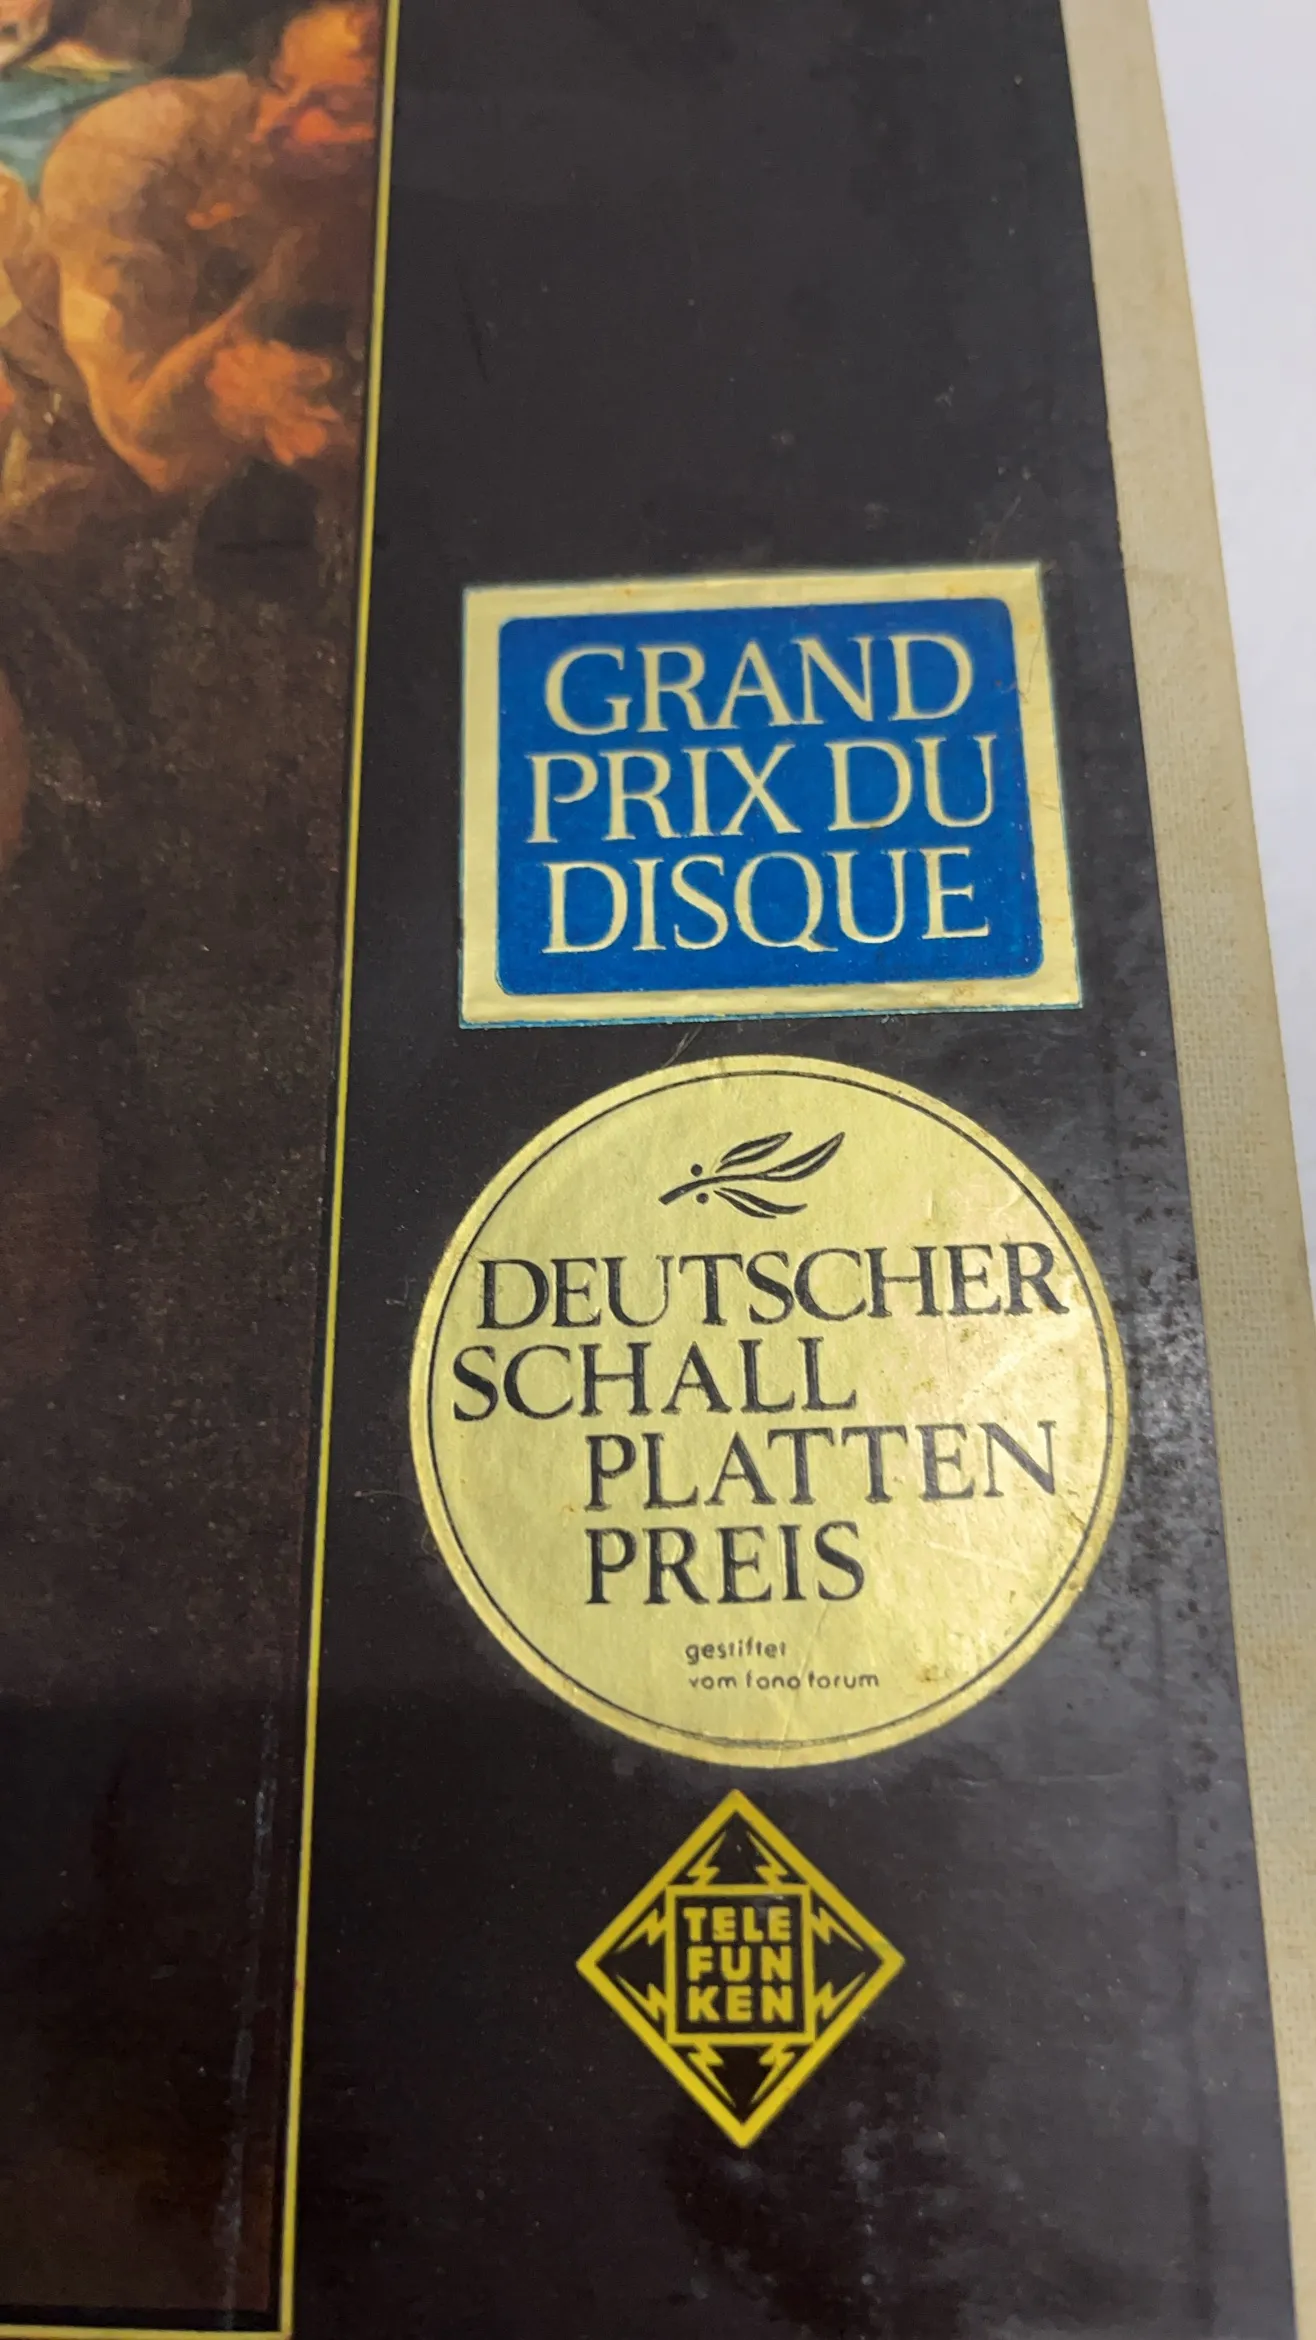 GRAND
PRIX DU
DISQUE
DEUTSCHER
SCHALL
PLATTEN
PREIS
gestiftet
vom fono forum
TELE
FUN
KEN